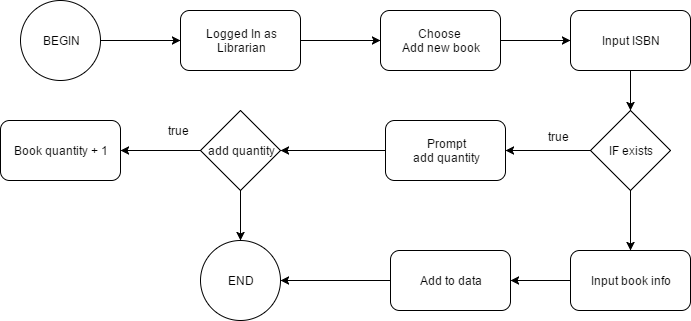 BEGIN
Logged In as
Librarian
Choose
Add new book
Input ISBN
Book quantity + 1
true
add quantity
Prompt
add quantity
true
IF exists
END
Add to data
Input book info